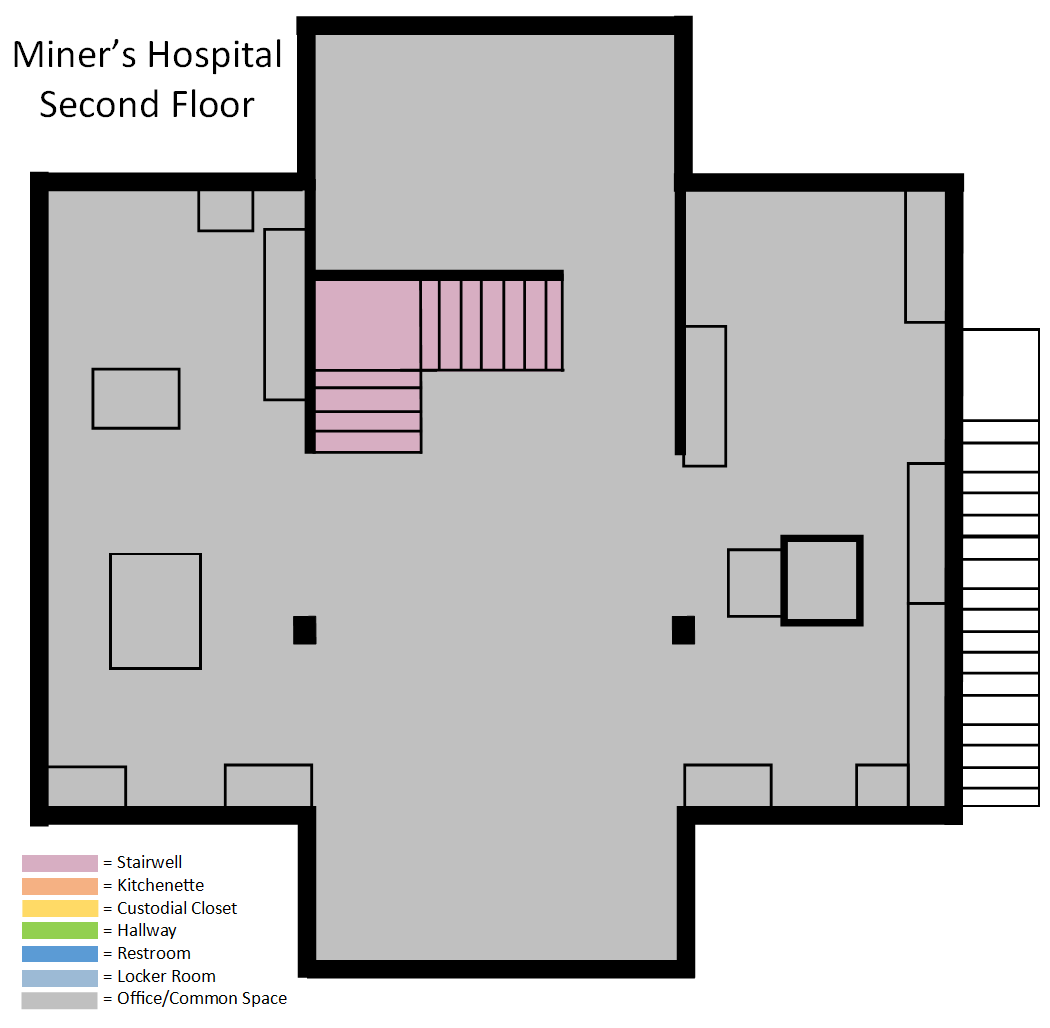 Miner’s Hospital
Second Floor
= Stairwell
= Kitchenette
= Custodial Closet
= Hallway
= Restroom
= Locker Room
= Office/Common Space